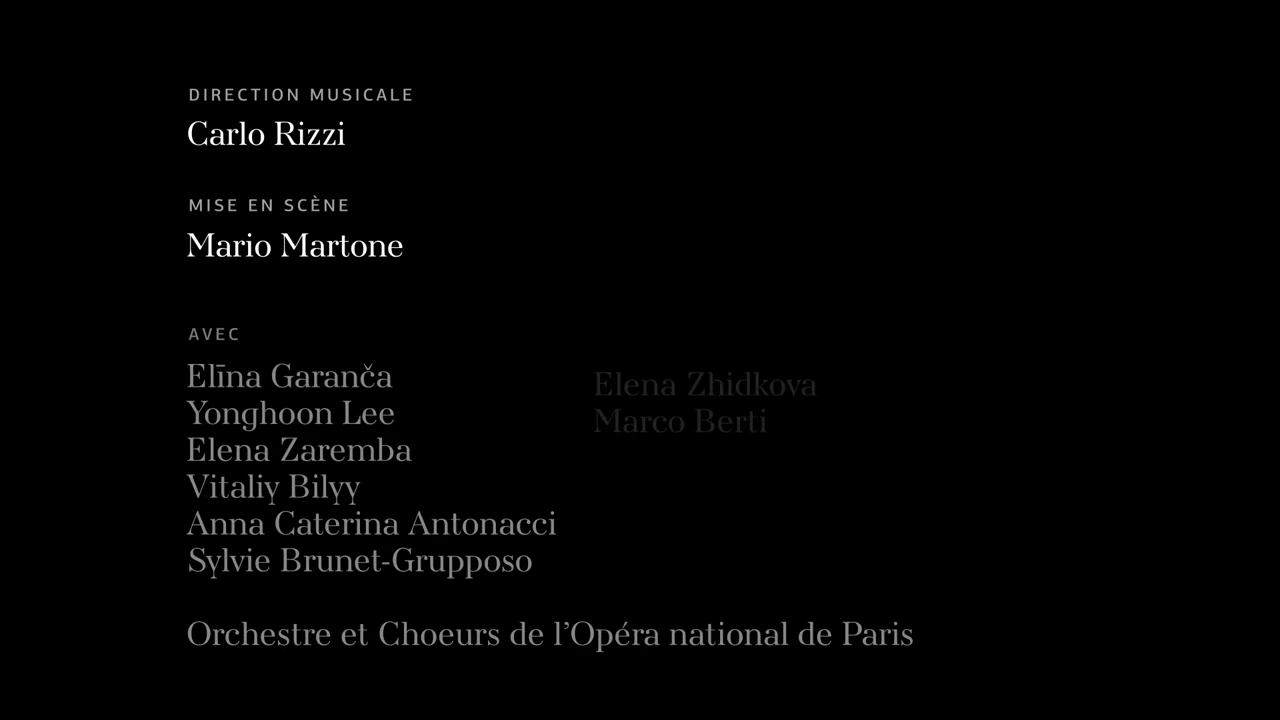 DIRECTION MUSICALE
Carlo Rizzi
MISE EN SCÈNE
Mario Martone
AVEC
Elīna Garanča
Yonghoon Lee
Elena Zaremba
Vitaliy Bilyy
Anna Caterina Antonacci
Sylvie Brunet-Grupposo
Elena Zhidkova
Marco Berti
Orchestre et Choeurs de l’Opéra national de Paris